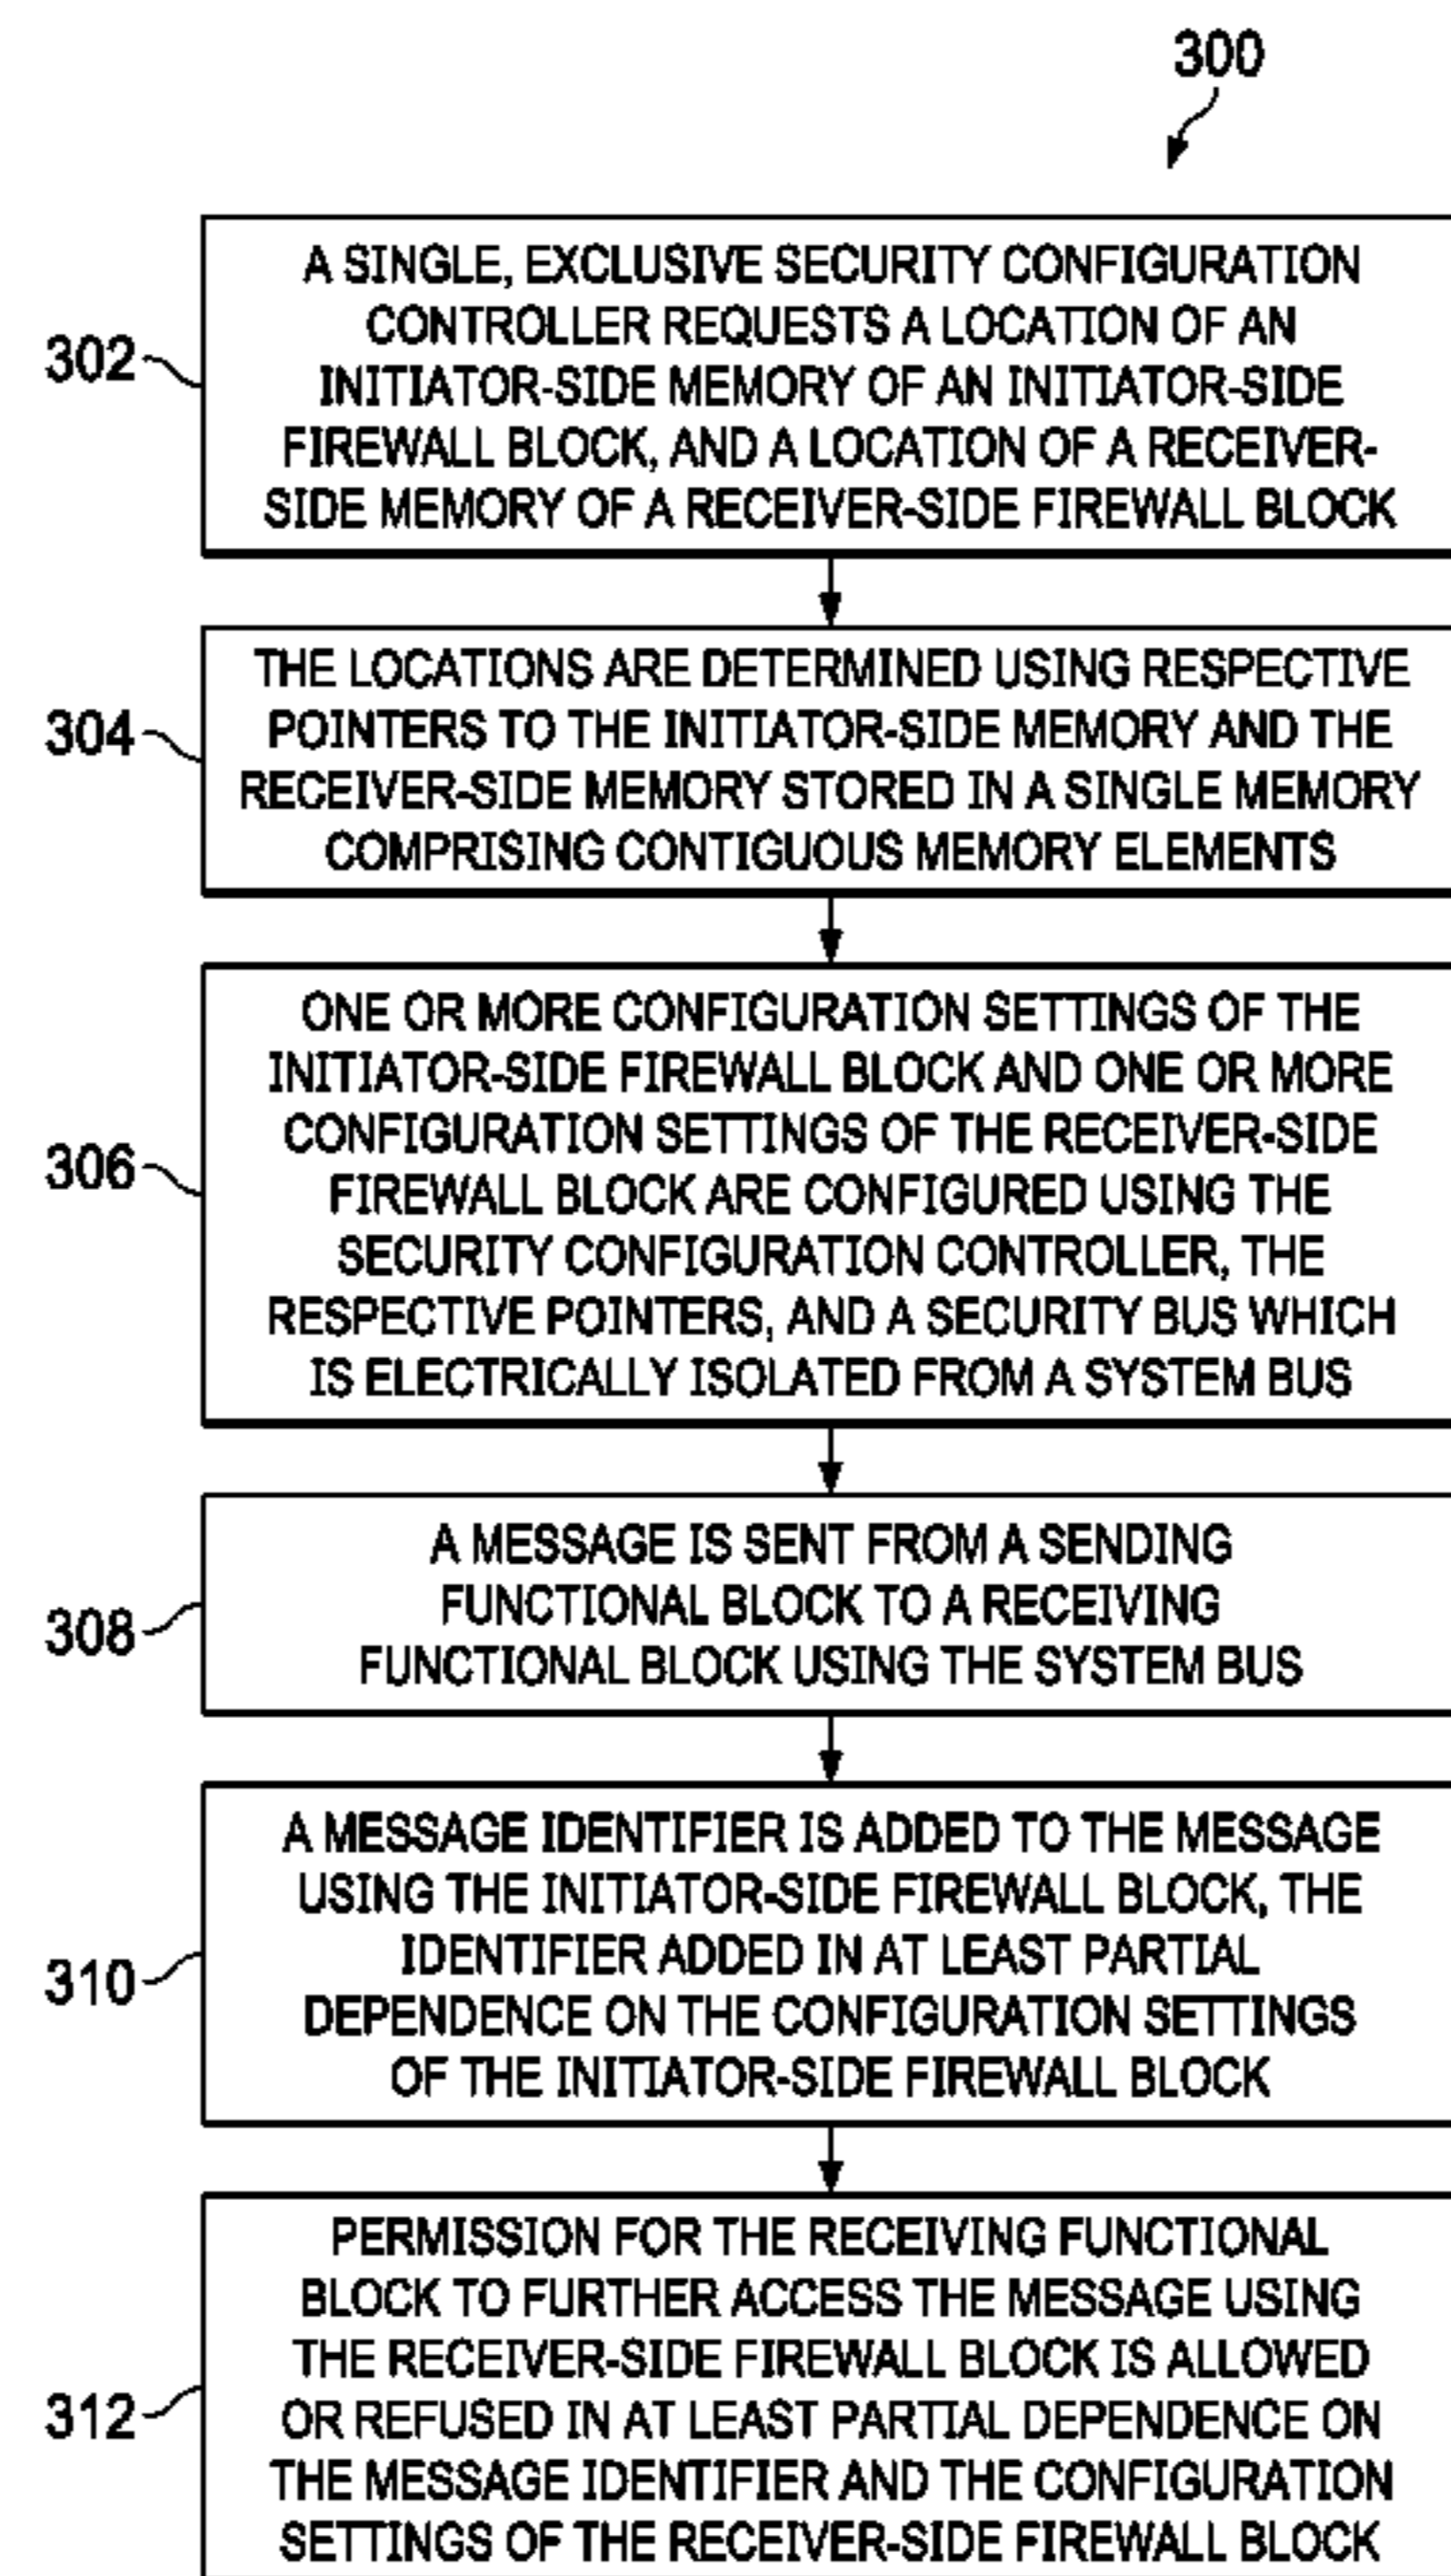 300
302
A SINGLE, EXCLUSIVE SECURITY CONFIGURATION
CONTROLLER REQUESTS A LOCATION OF AN
INITIATOR-SIDE MEMORY OF AN INITIATOR-SIDE
FIREWALL BLOCK, AND A LOCATION OF A RECEIVER-
SIDE MEMORY OF A RECEIVER-SIDE FIREWALL BLOCK
304
THE LOCATIONS ARE DETERMINED USING RESPECTIVE
POINTERS TO THE INITIATOR-SIDE MEMORY AND THE
RECEIVER-SIDE MEMORY STORED IN A SINGLE MEMORY
COMPRISING CONTIGUOUS MEMORY ELEMENTS
306
ONE OR MORE CONFIGURATION SETTINGS OF THE
INITIATOR-SIDE FIREWALL BLOCK AND ONE OR MORE
CONFIGURATION SETTINGS OF THE RECEIVER-SIDE
FIREWALL BLOCK ARE CONFIGURED USING THE
SECURITY CONFIGURATION CONTROLLER, THE
RESPECTIVE POINTERS, AND A SECURITY BUS WHICH
IS ELECTRICALLY ISOLATED FROM A SYSTEM BUS
308
A MESSAGE IS SENT FROM A SENDING
FUNCTIONAL BLOCK TO A RECEIVING
FUNCTIONAL BLOCK USING THE SYSTEM BUS
310
A MESSAGE IDENTIFIER IS ADDED TO THE MESSAGE
USING THE INITIATOR-SIDE FIREWALL BLOCK, THE
IDENTIFIER ADDED IN AT LEAST PARTIAL
DEPENDENCE ON THE CONFIGURATION SETTINGS
OF THE INITIATOR-SIDE FIREWALL BLOCK
312
PERMISSION FOR THE RECEIVING FUNCTIONAL
BLOCK TO FURTHER ACCESS THE MESSAGE USING
THE RECEIVER-SIDE FIREWALL BLOCK IS ALLOWED
OR REFUSED IN AT LEAST PARTIAL DEPENDENCE ON
THE MESSAGE IDENTIFIER AND THE CONFIGURATION
SETTINGS OF THE RECEIVER-SIDE FIREWALL BLOCK